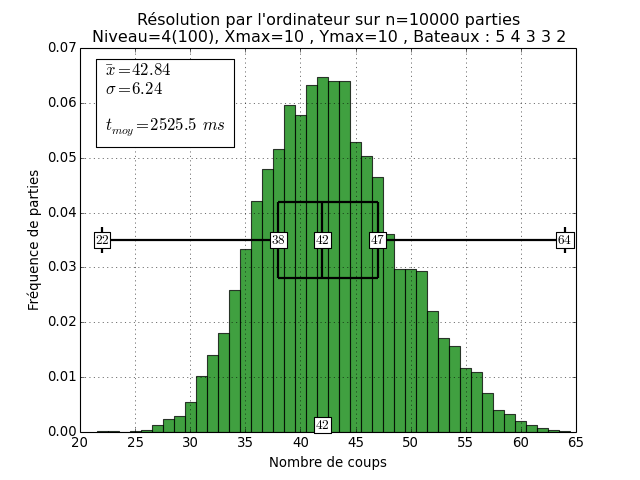 Résolution par l'ordinateur sur n=10000 parties
Niveau=4(100), Xmax=10 , Ymax=10 , Bateaux : 5 4 3 3 2
x̄=42.84
σ=6.24
t_moy=2525.5 ms
Fréquence de parties
0.07
0.06
0.05
0.04
0.03
0.02
0.01
0.00
22 38 42 47 64
42
20 25 30 35 40 45 50 55 60 65
Nombre de coups